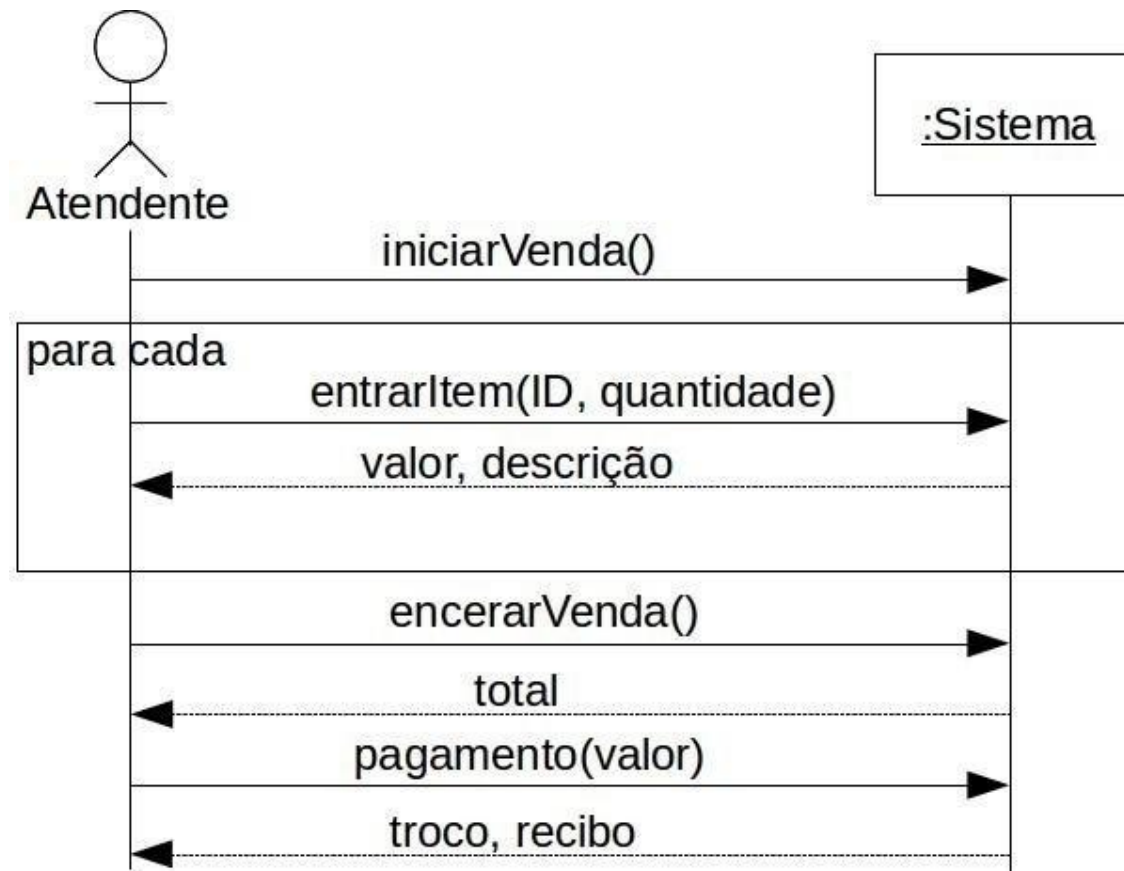 :Sistema
Atendente
iniciarVenda()
para cada
entrarItem(ID, quantidade)
valor, descrição
encerarVenda()
total
pagamento(valor)
troco, recibo